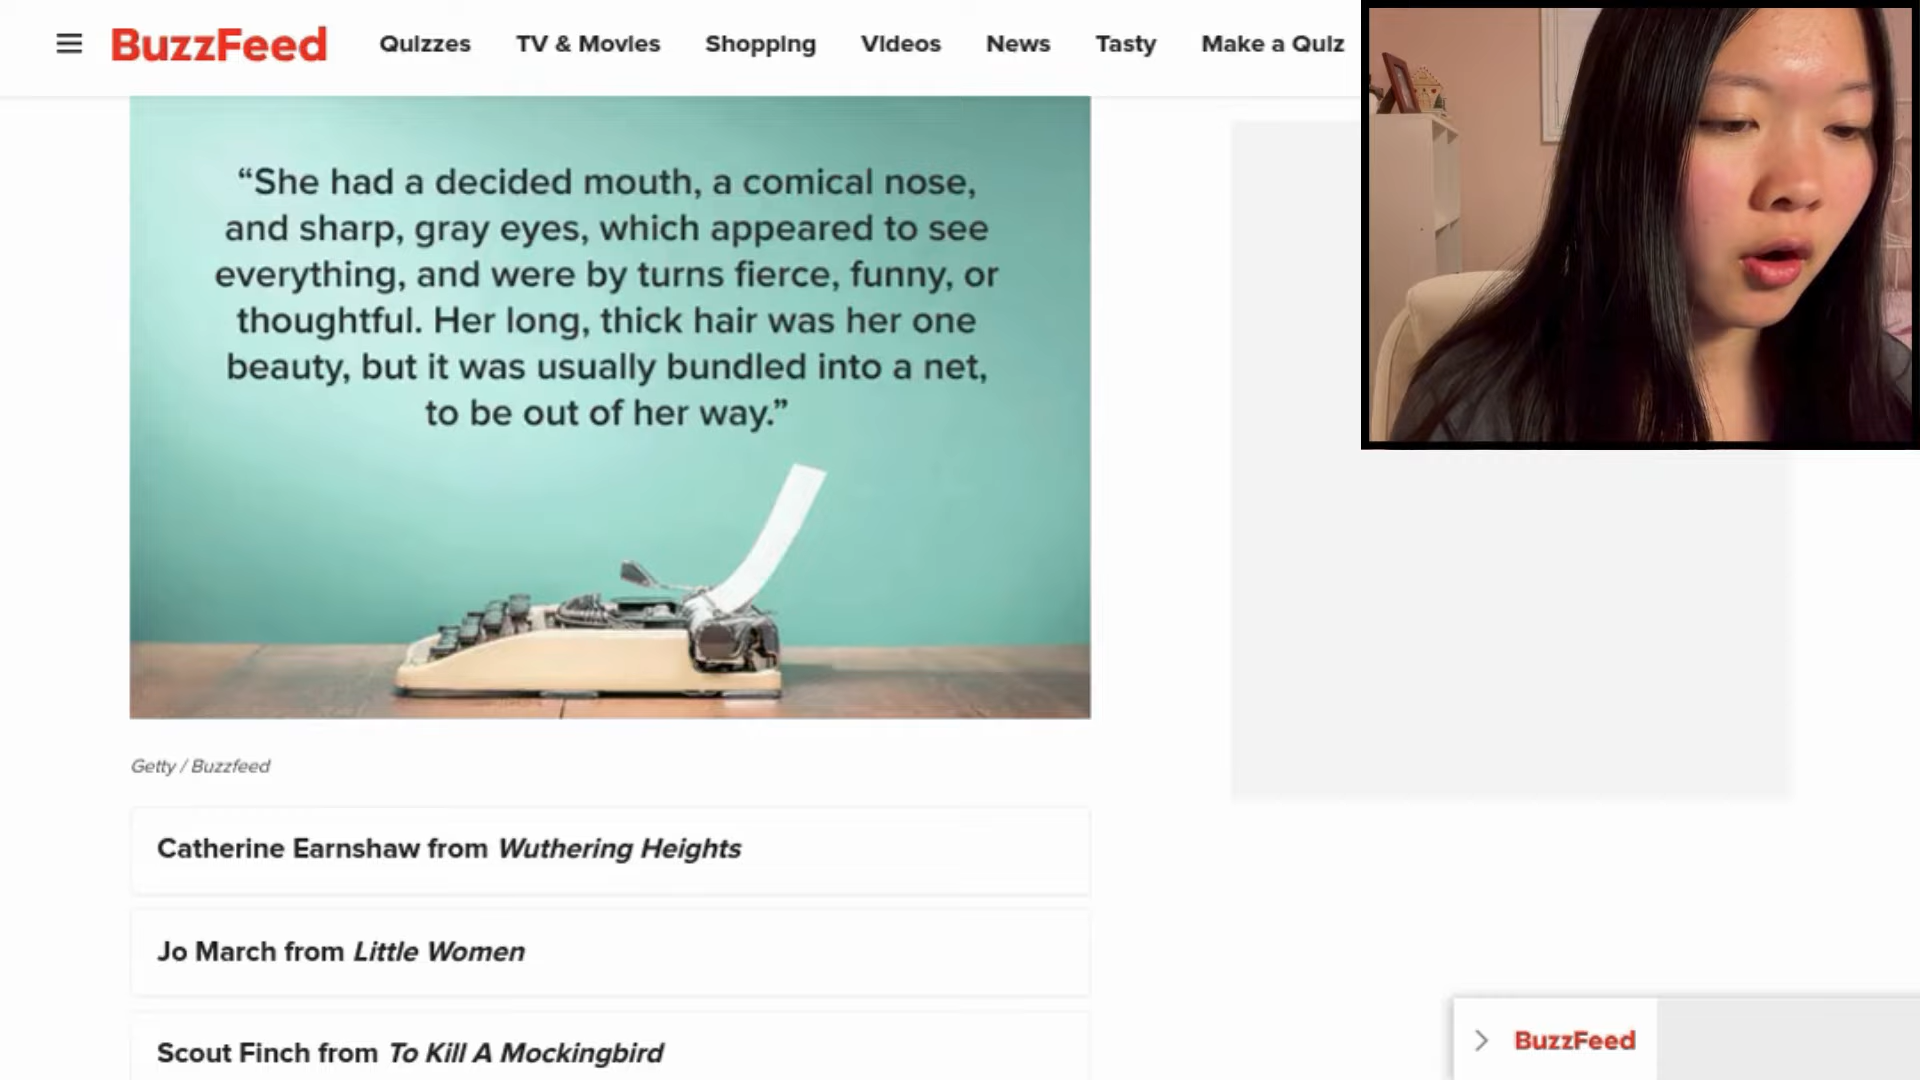 BuzzFeed Quizzes TV & Movies Shopping Videos News Tasty Make a Quiz
“She had a decided mouth, a comical nose,
and sharp, gray eyes, which appeared to see
everything, and were by turns fierce, funny, or
thoughtful. Her long, thick hair was her one
beauty, but it was usually bundled into a net,
to be out of her way.”
Getty / Buzzfeed
Catherine Earnshaw from Wuthering Heights
Jo March from Little Women
Scout Finch from To Kill A Mockingbird
BuzzFeed